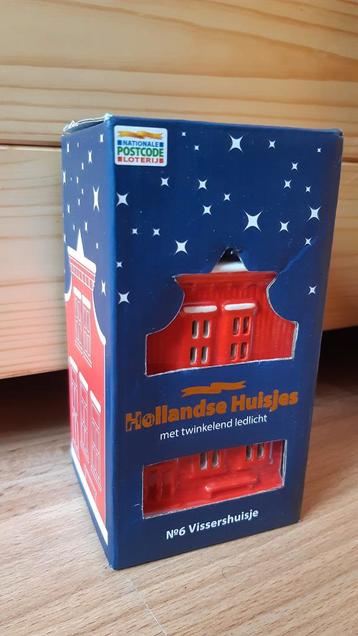 NATIONALE
POSTCODE
LOTERIJ
Hollandse Huisjes
met twinkelend ledlicht
Nº6 Vissershuisje